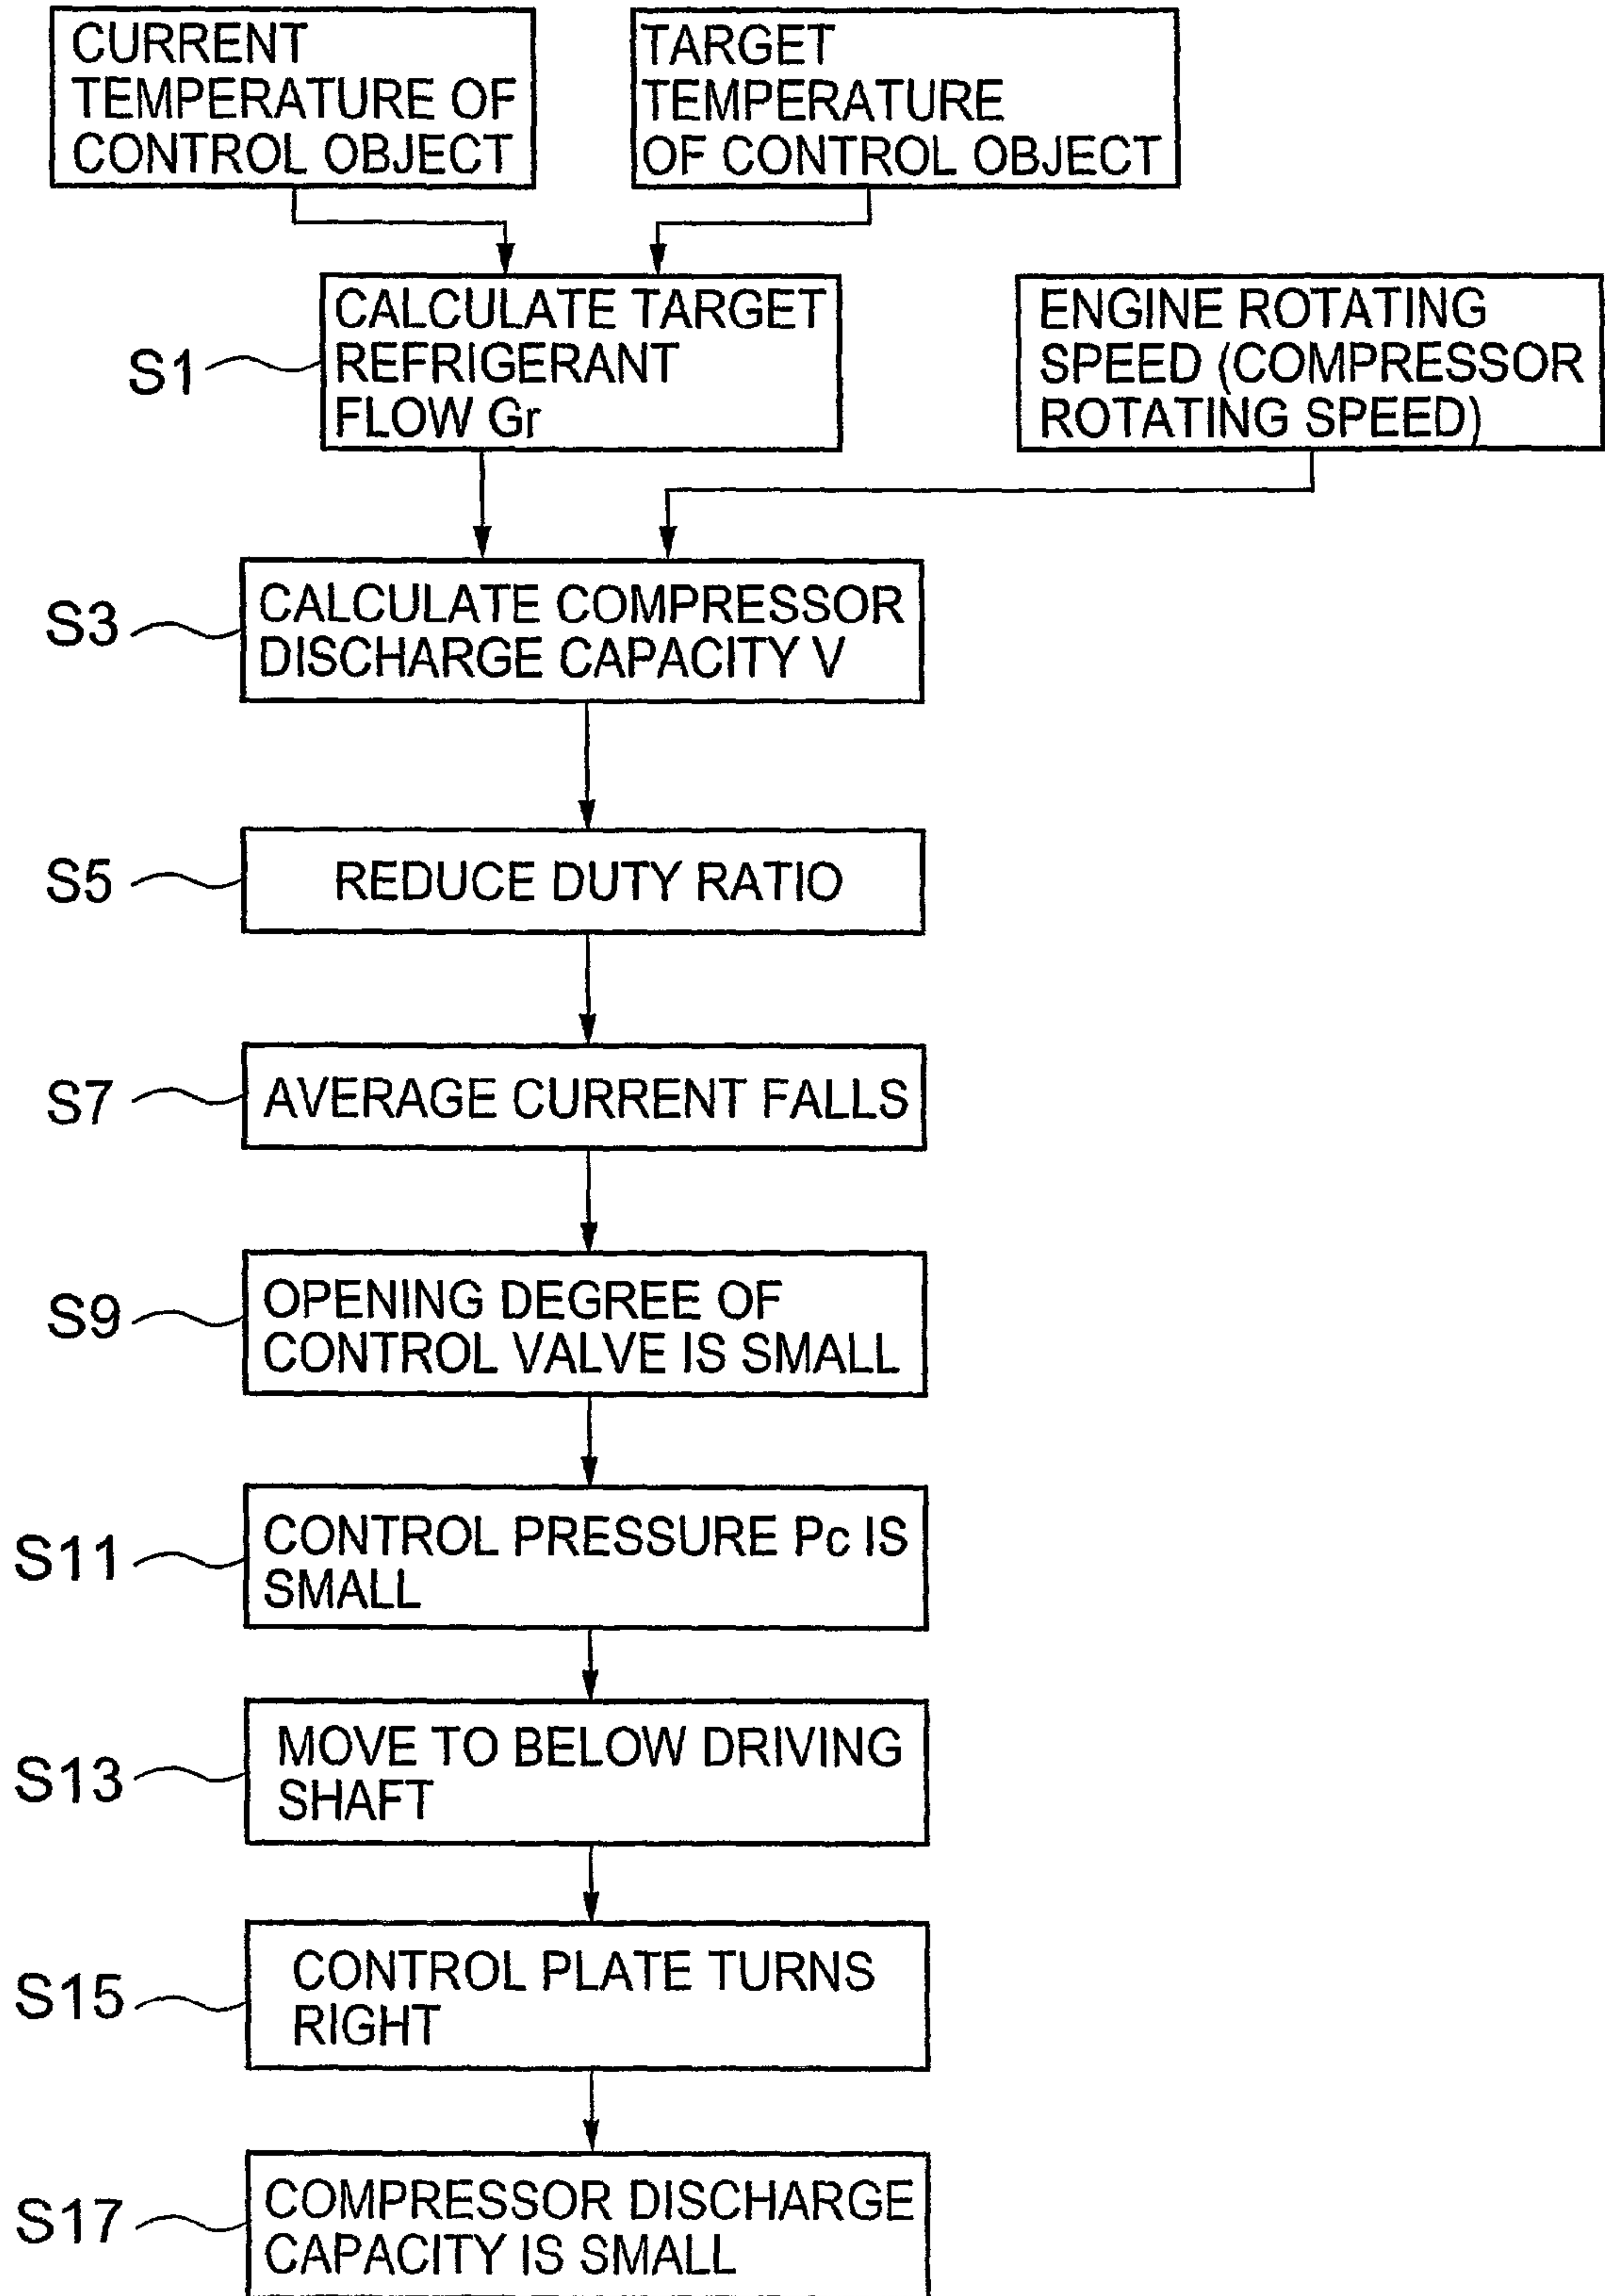 CURRENT
TEMPERATURE OF
CONTROL OBJECT
TARGET
TEMPERATURE
OF CONTROL OBJECT
S1
CALCULATE TARGET
REFRIGERANT
FLOW Gr
ENGINE ROTATING
SPEED (COMPRESSOR
ROTATING SPEED)
S3
CALCULATE COMPRESSOR
DISCHARGE CAPACITY V
S5
REDUCE DUTY RATIO
S7
AVERAGE CURRENT FALLS
S9
OPENING DEGREE OF
CONTROL VALVE IS SMALL
S11
CONTROL PRESSURE Pc IS
SMALL
S13
MOVE TO BELOW DRIVING
SHAFT
S15
CONTROL PLATE TURNS
RIGHT
S17
COMPRESSOR DISCHARGE
CAPACITY IS SMALL